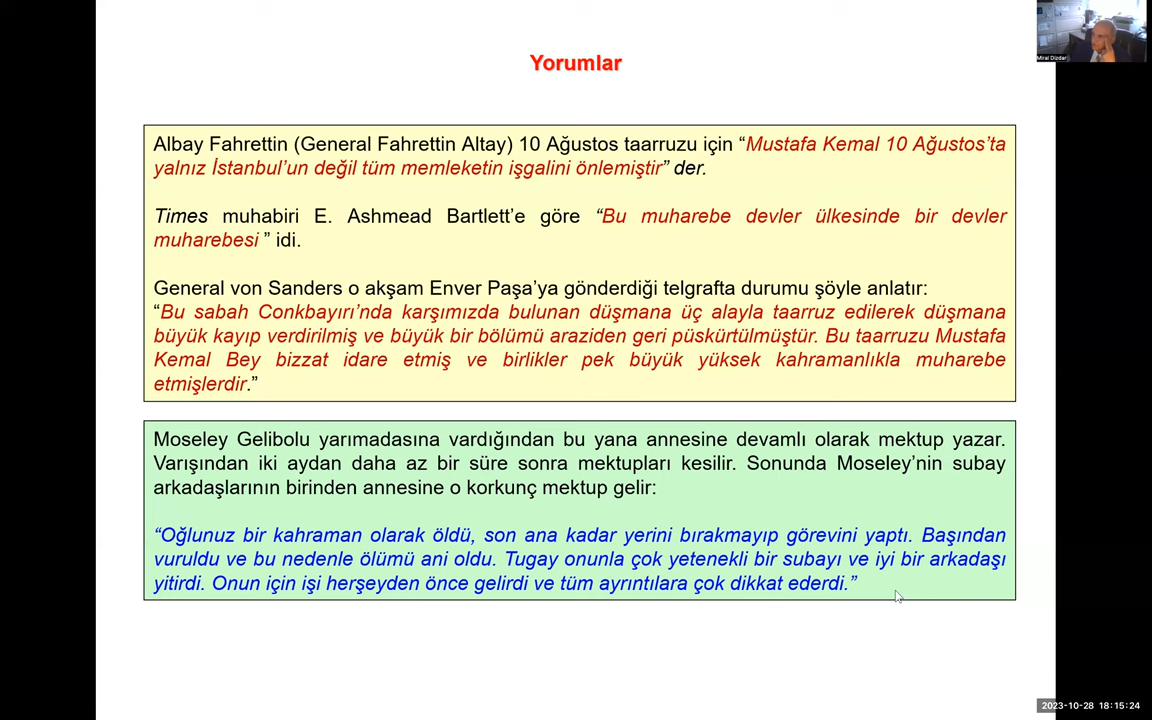 Miral Dizdar
Yorumlar
Albay Fahrettin (General Fahrettin Altay) 10 Ağustos taarruzu için “Mustafa Kemal 10 Ağustos’ta
yalnız İstanbul’un değil tüm memleketin işgalini önlemiştir” der.
Times muhabiri E. Ashmead Bartlett’e göre “Bu muharebe devler ülkesinde bir devler
muharebesi ” idi.
General von Sanders o akşam Enver Paşa’ya gönderdiği telgrafta durumu şöyle anlatır:
“Bu sabah Conkbayırı’nda karşımızda bulunan düşmana üç alayla taarruz edilerek düşmana
büyük kayıp verdirilmiş ve büyük bir bölümü araziden geri püskürtülmüştür. Bu taarruzu Mustafa
Kemal Bey bizzat idare etmiş ve birlikler pek büyük yüksek kahramanlıkla muharebe
etmişlerdir.”
Moseley Gelibolu yarımadasına vardığından bu yana annesine devamlı olarak mektup yazar.
Varışından iki aydan daha az bir süre sonra mektupları kesilir. Sonunda Moseley’nin subay
arkadaşlarının birinden annesine o korkunç mektup gelir:
“Oğlunuz bir kahraman olarak öldü, son ana kadar yerini bırakmayıp görevini yaptı. Başından
vuruldu ve bu nedenle ölümü ani oldu. Tugay onunla çok yetenekli bir subayı ve iyi bir arkadaşı
yitirdi. Onun için işi herşeyden önce gelirdi ve tüm ayrıntılara çok dikkat ederdi.”
2023-10-28 18:15:24